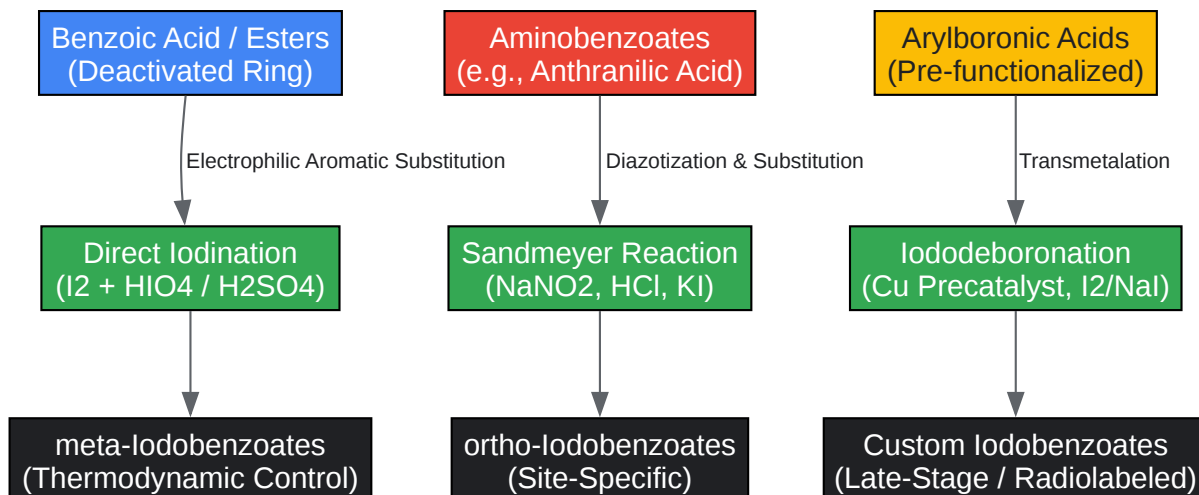 Benzoic Acid / Esters
(Deactivated Ring)
Aminobenzoates
(e.g., Anthranilic Acid)
Arylboronic Acids
(Pre-functionalized)
Electrophilic Aromatic Substitution
Diazotization & Substitution
Transmetalation
Direct Iodination
(I2 + HIO4 / H2SO4)
Sandmeyer Reaction
(NaNO2, HCl, KI)
Iododeboronation
(Cu Precatalyst, I2/NaI)
meta-Iodobenzoates
(Thermodynamic Control)
ortho-Iodobenzoates
(Site-Specific)
Custom Iodobenzoates
(Late-Stage / Radiolabeled)